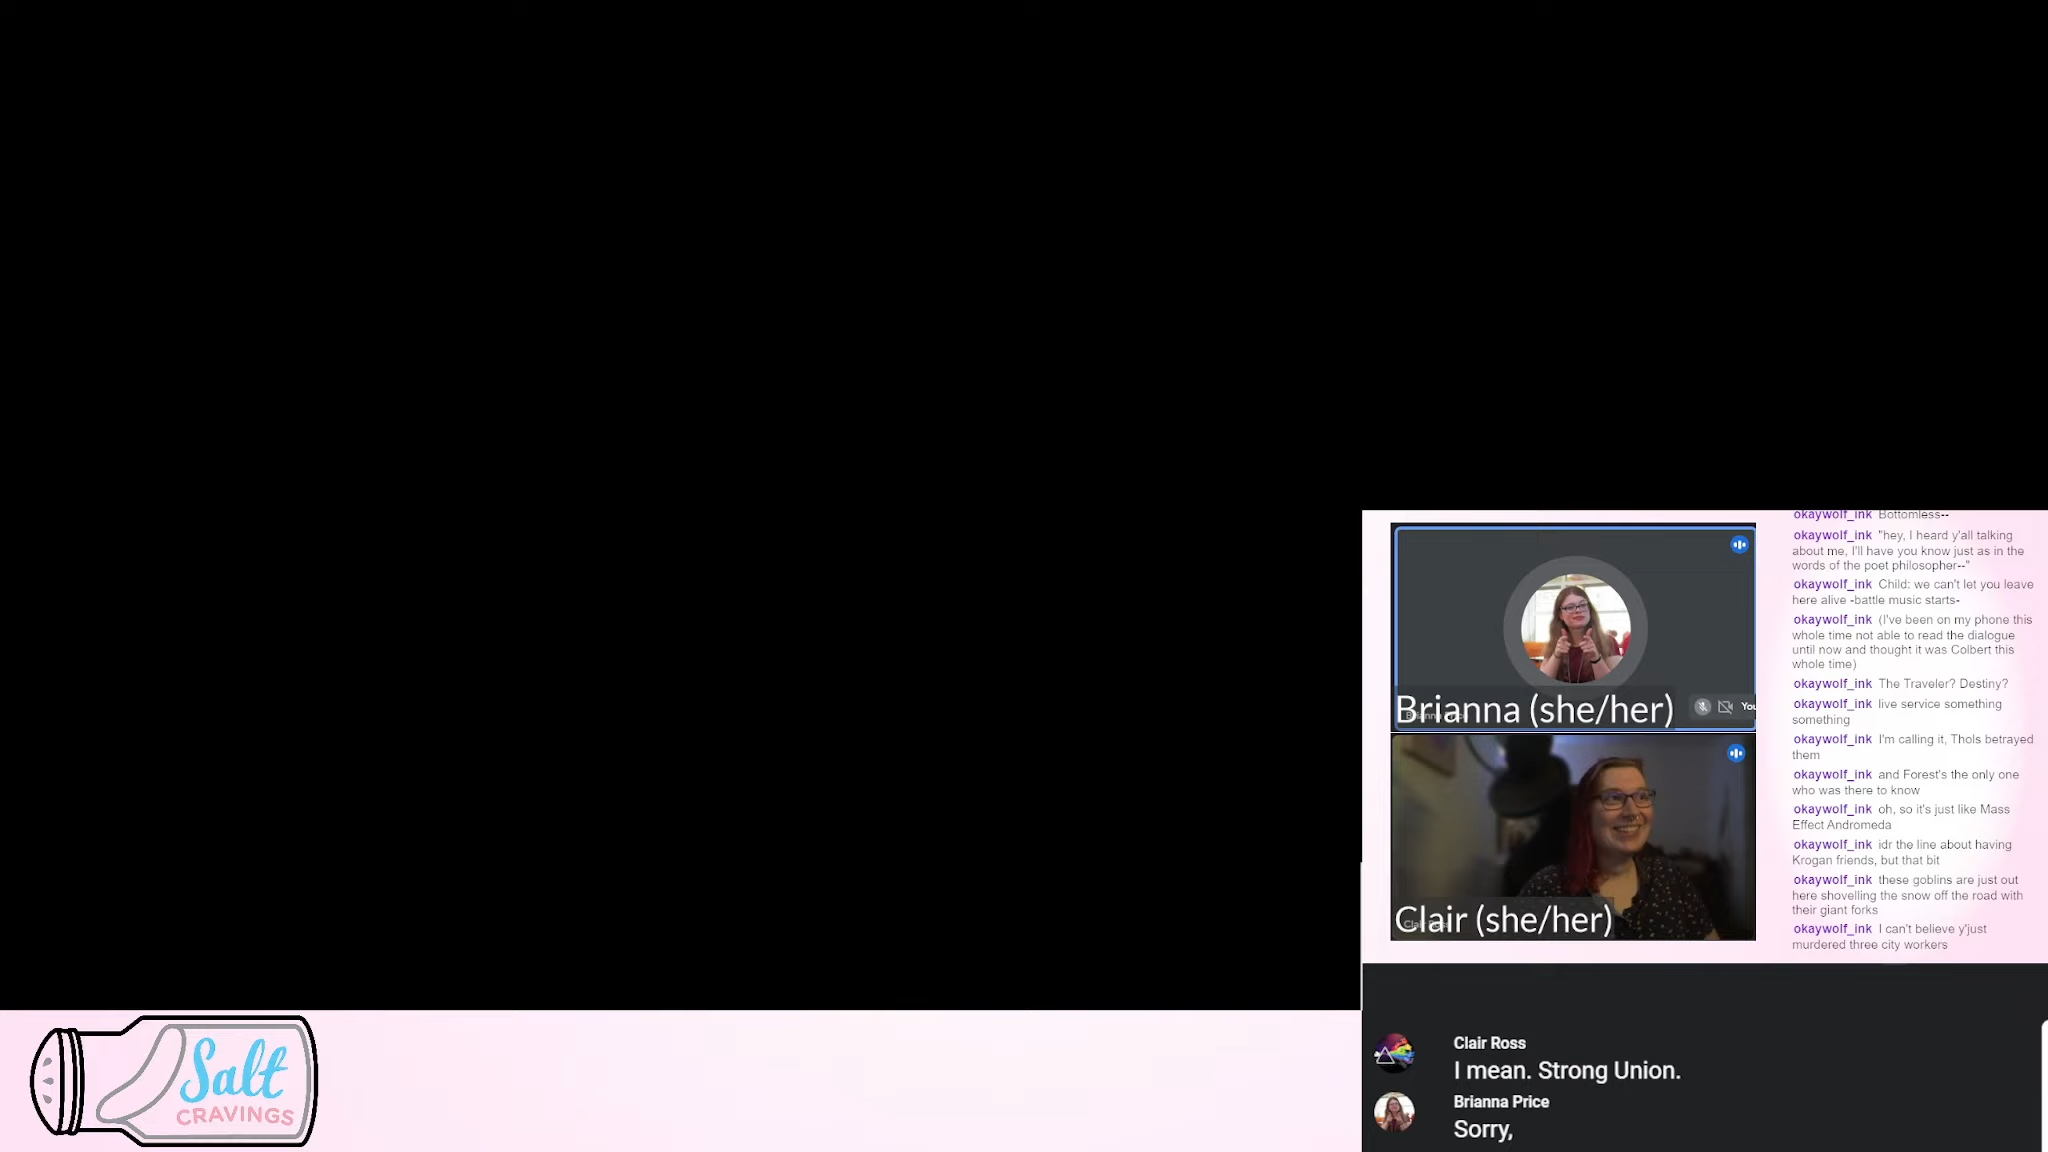 okaywolf_ink Bottomless--
okaywolf_ink "hey, I heard y'all talking
about me, I'll have you know just as in the
words of the poet philosopher--"
okaywolf_ink Child: we can't let you leave
here alive -battle music starts-
okaywolf_ink (I've been on my phone this
whole time not able to read the dialogue
until now and thought it was Colbert this
whole time)
okaywolf_ink The Traveler? Destiny?
okaywolf_ink live service something
something
okaywolf_ink I'm calling it, Thols betrayed
them
okaywolf_ink and Forest's the only one
who was there to know
okaywolf_ink oh, so it's just like Mass
Effect Andromeda
okaywolf_ink idr the line about having
Krogan friends, but that bit
okaywolf_ink these goblins are just out
here shovelling the snow off the road with
their giant forks
okaywolf_ink I can't believe y'just
murdered three city workers
Brianna (she/her)
You
Clair (she/her)
Clair Ross
I mean. Strong Union.
Brianna Price
Sorry,
Salt
CRAVINGS